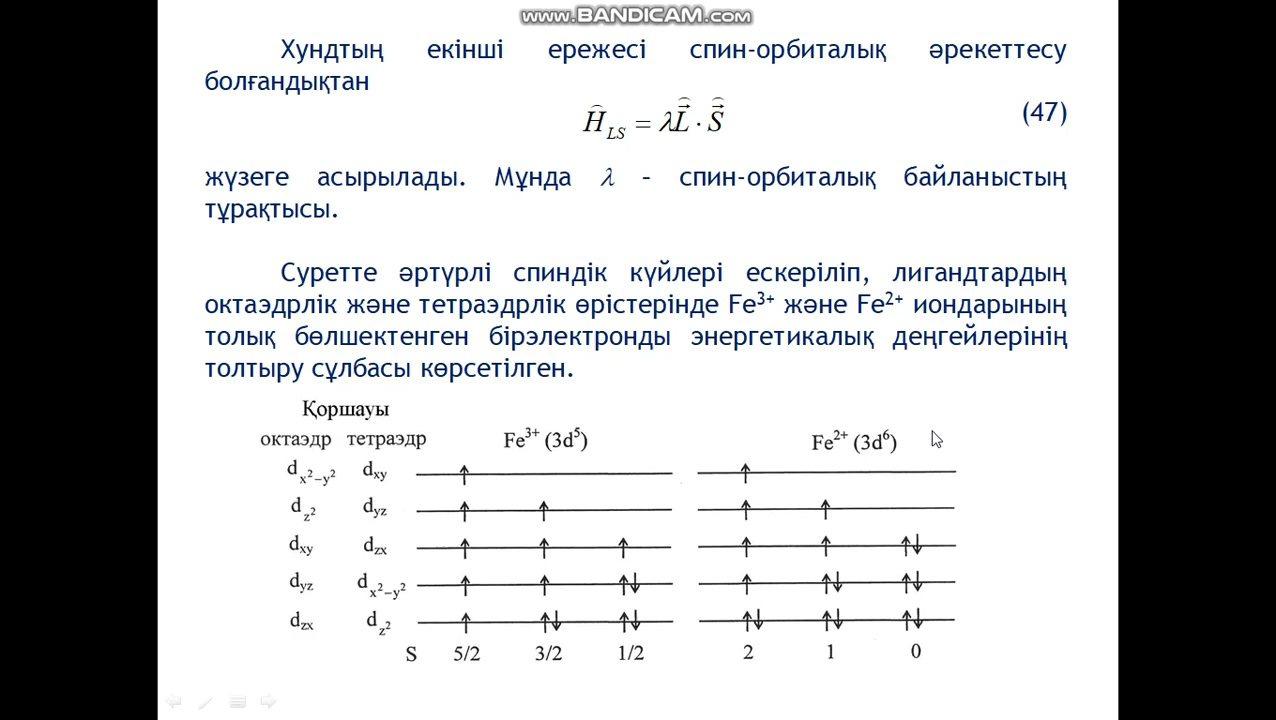 www.BANDICAM.com
Хундтың екінші ережесі спин-орбиталық әрекеттесу
болғандықтан
Ĥ_LS = λL̂⃗ · Ŝ⃗ (47)
жүзеге асырылады. Мұнда λ - спин-орбиталық байланыстың
тұрақтысы.
Суретте әртүрлі спиндік күйлері ескеріліп, лигандтардың
октаэдрлік және тетраэдрлік өрістерінде Fe³⁺ және Fe²⁺ иондарының
толық бөлшектенген бірэлектронды энергетикалық деңгейлерінің
толтыру сұлбасы көрсетілген.
Қоршауы
октаэдр тетраэдр Fe³⁺ (3d⁵) Fe²⁺ (3d⁶)
d_x²−y² d_xy
d_z² d_yz
d_xy d_zx
d_yz d_x²−y²
d_zx d_z²
S 5/2 3/2 1/2 2 1 0